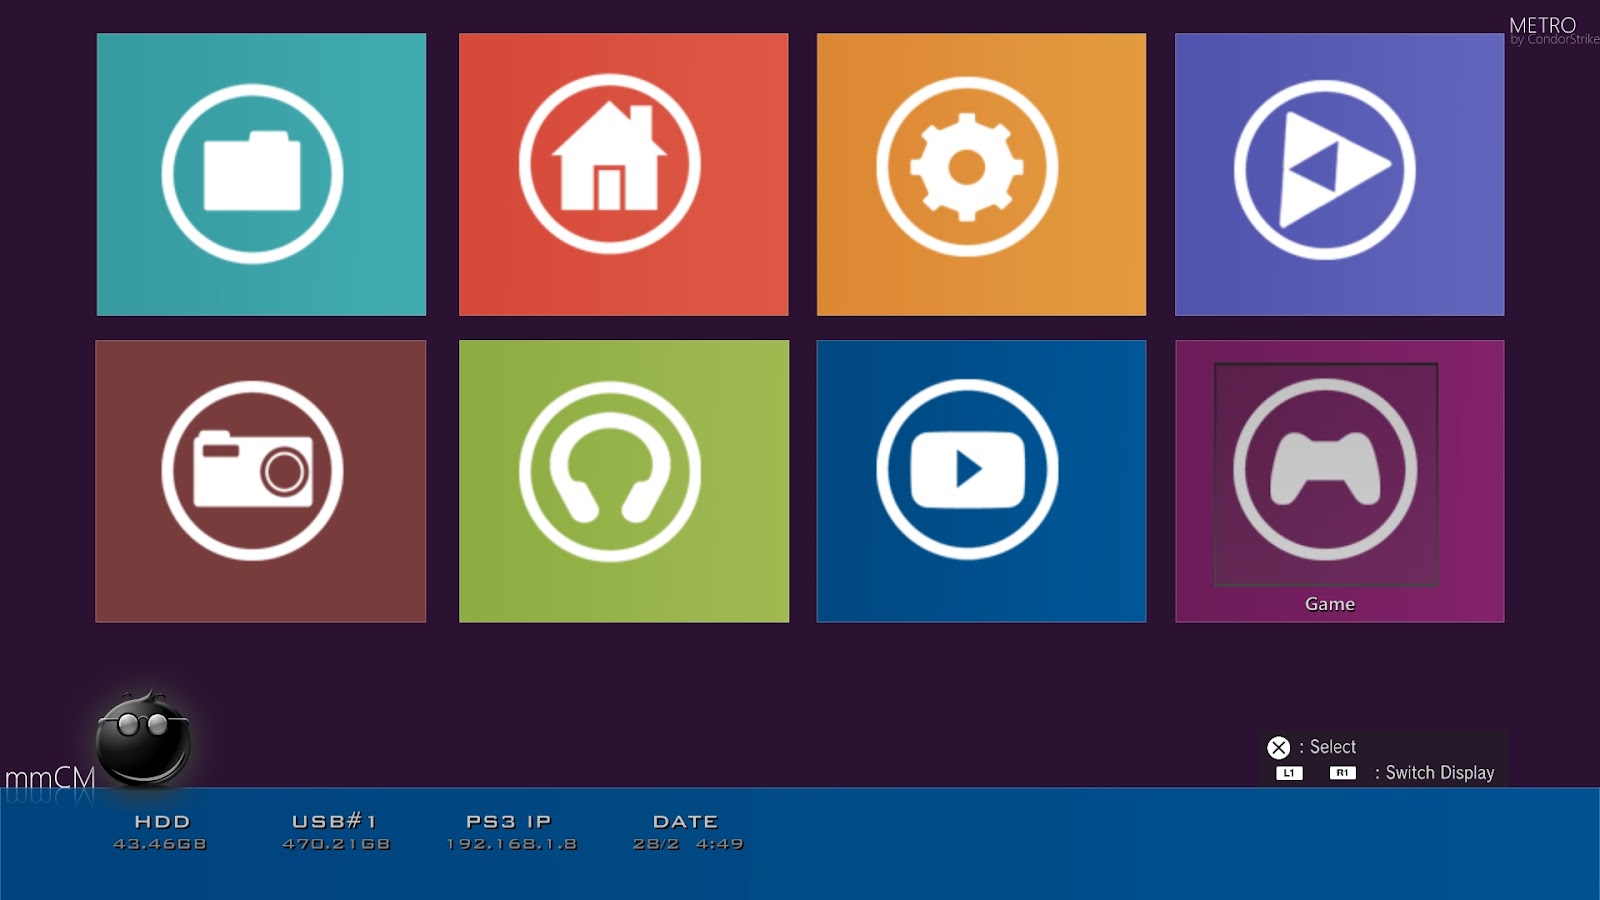 METRO
by CondorStrike
Game
: Select
L1 R1 : Switch Display
mmCM
HDD USB#1 PS3 IP DATE
43.46GB 470.21GB 192.168.1.8 28/2 4:49